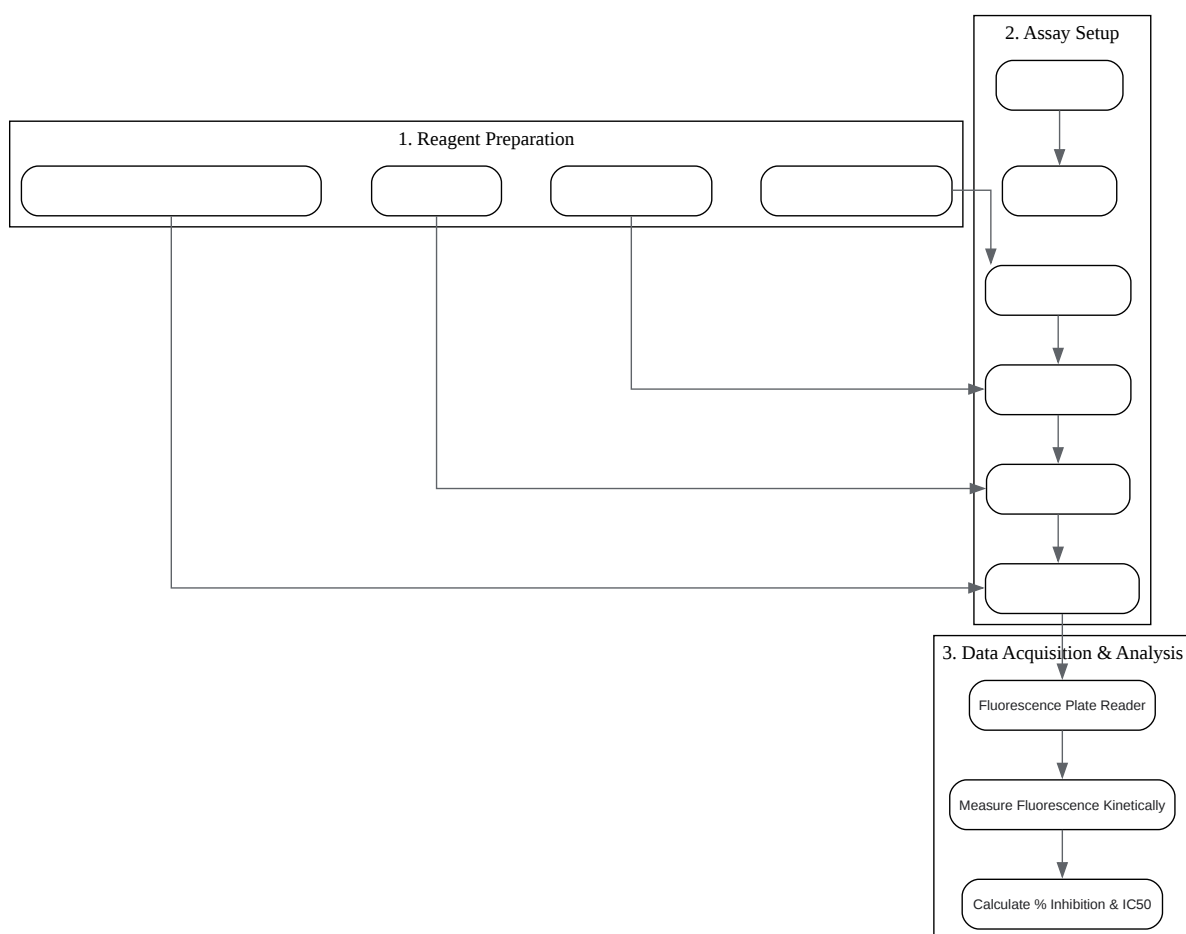 2. Assay Setup
1. Reagent Preparation
3. Data Acquisition & Analysis
Fluorescence Plate Reader
Measure Fluorescence Kinetically
Calculate % Inhibition & IC50